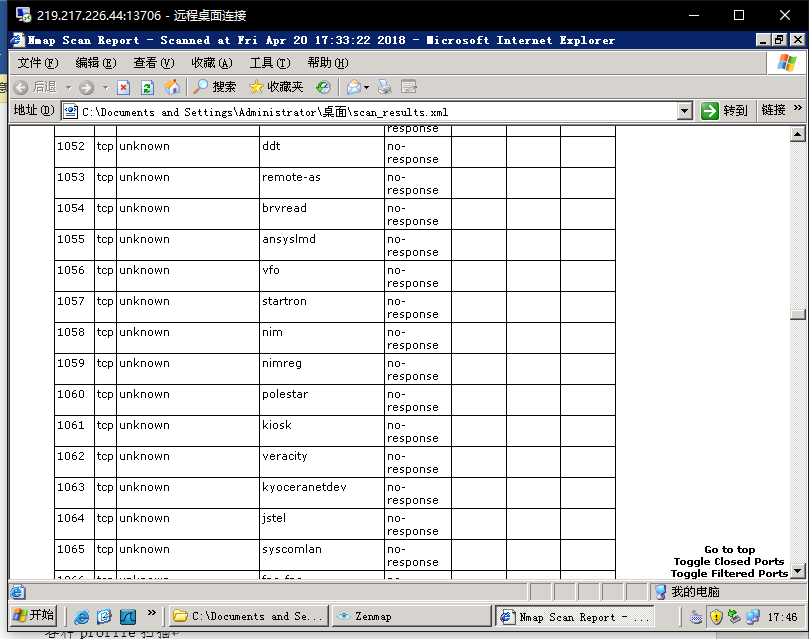 219.217.226.44:13706 - 远程桌面连接
Nmap Scan Report - Scanned at Fri Apr 20 17:33:22 2018 - Microsoft Internet Explorer
文件(F) 编辑(E) 查看(V) 收藏(A) 工具(T) 帮助(H)
后退 搜索 收藏夹
地址(D) C:\Documents and Settings\Administrator\桌面\scan_results.xml 转到 链接 »
response
1052 tcp unknown ddt no-
response
1053 tcp unknown remote-as no-
response
1054 tcp unknown brvread no-
response
1055 tcp unknown ansyslmd no-
response
1056 tcp unknown vfo no-
response
1057 tcp unknown startron no-
response
1058 tcp unknown nim no-
response
1059 tcp unknown nimreg no-
response
1060 tcp unknown polestar no-
response
1061 tcp unknown kiosk no-
response
1062 tcp unknown veracity no-
response
1063 tcp unknown kyoceranetdev no-
response
1064 tcp unknown jstel no-
response
1065 tcp unknown syscomlan no-
response
Go to top
Toggle Closed Ports
Toggle Filtered Ports
我的电脑
开始 » C:\Documents and Se... Zenmap Nmap Scan Report - ... 17:46